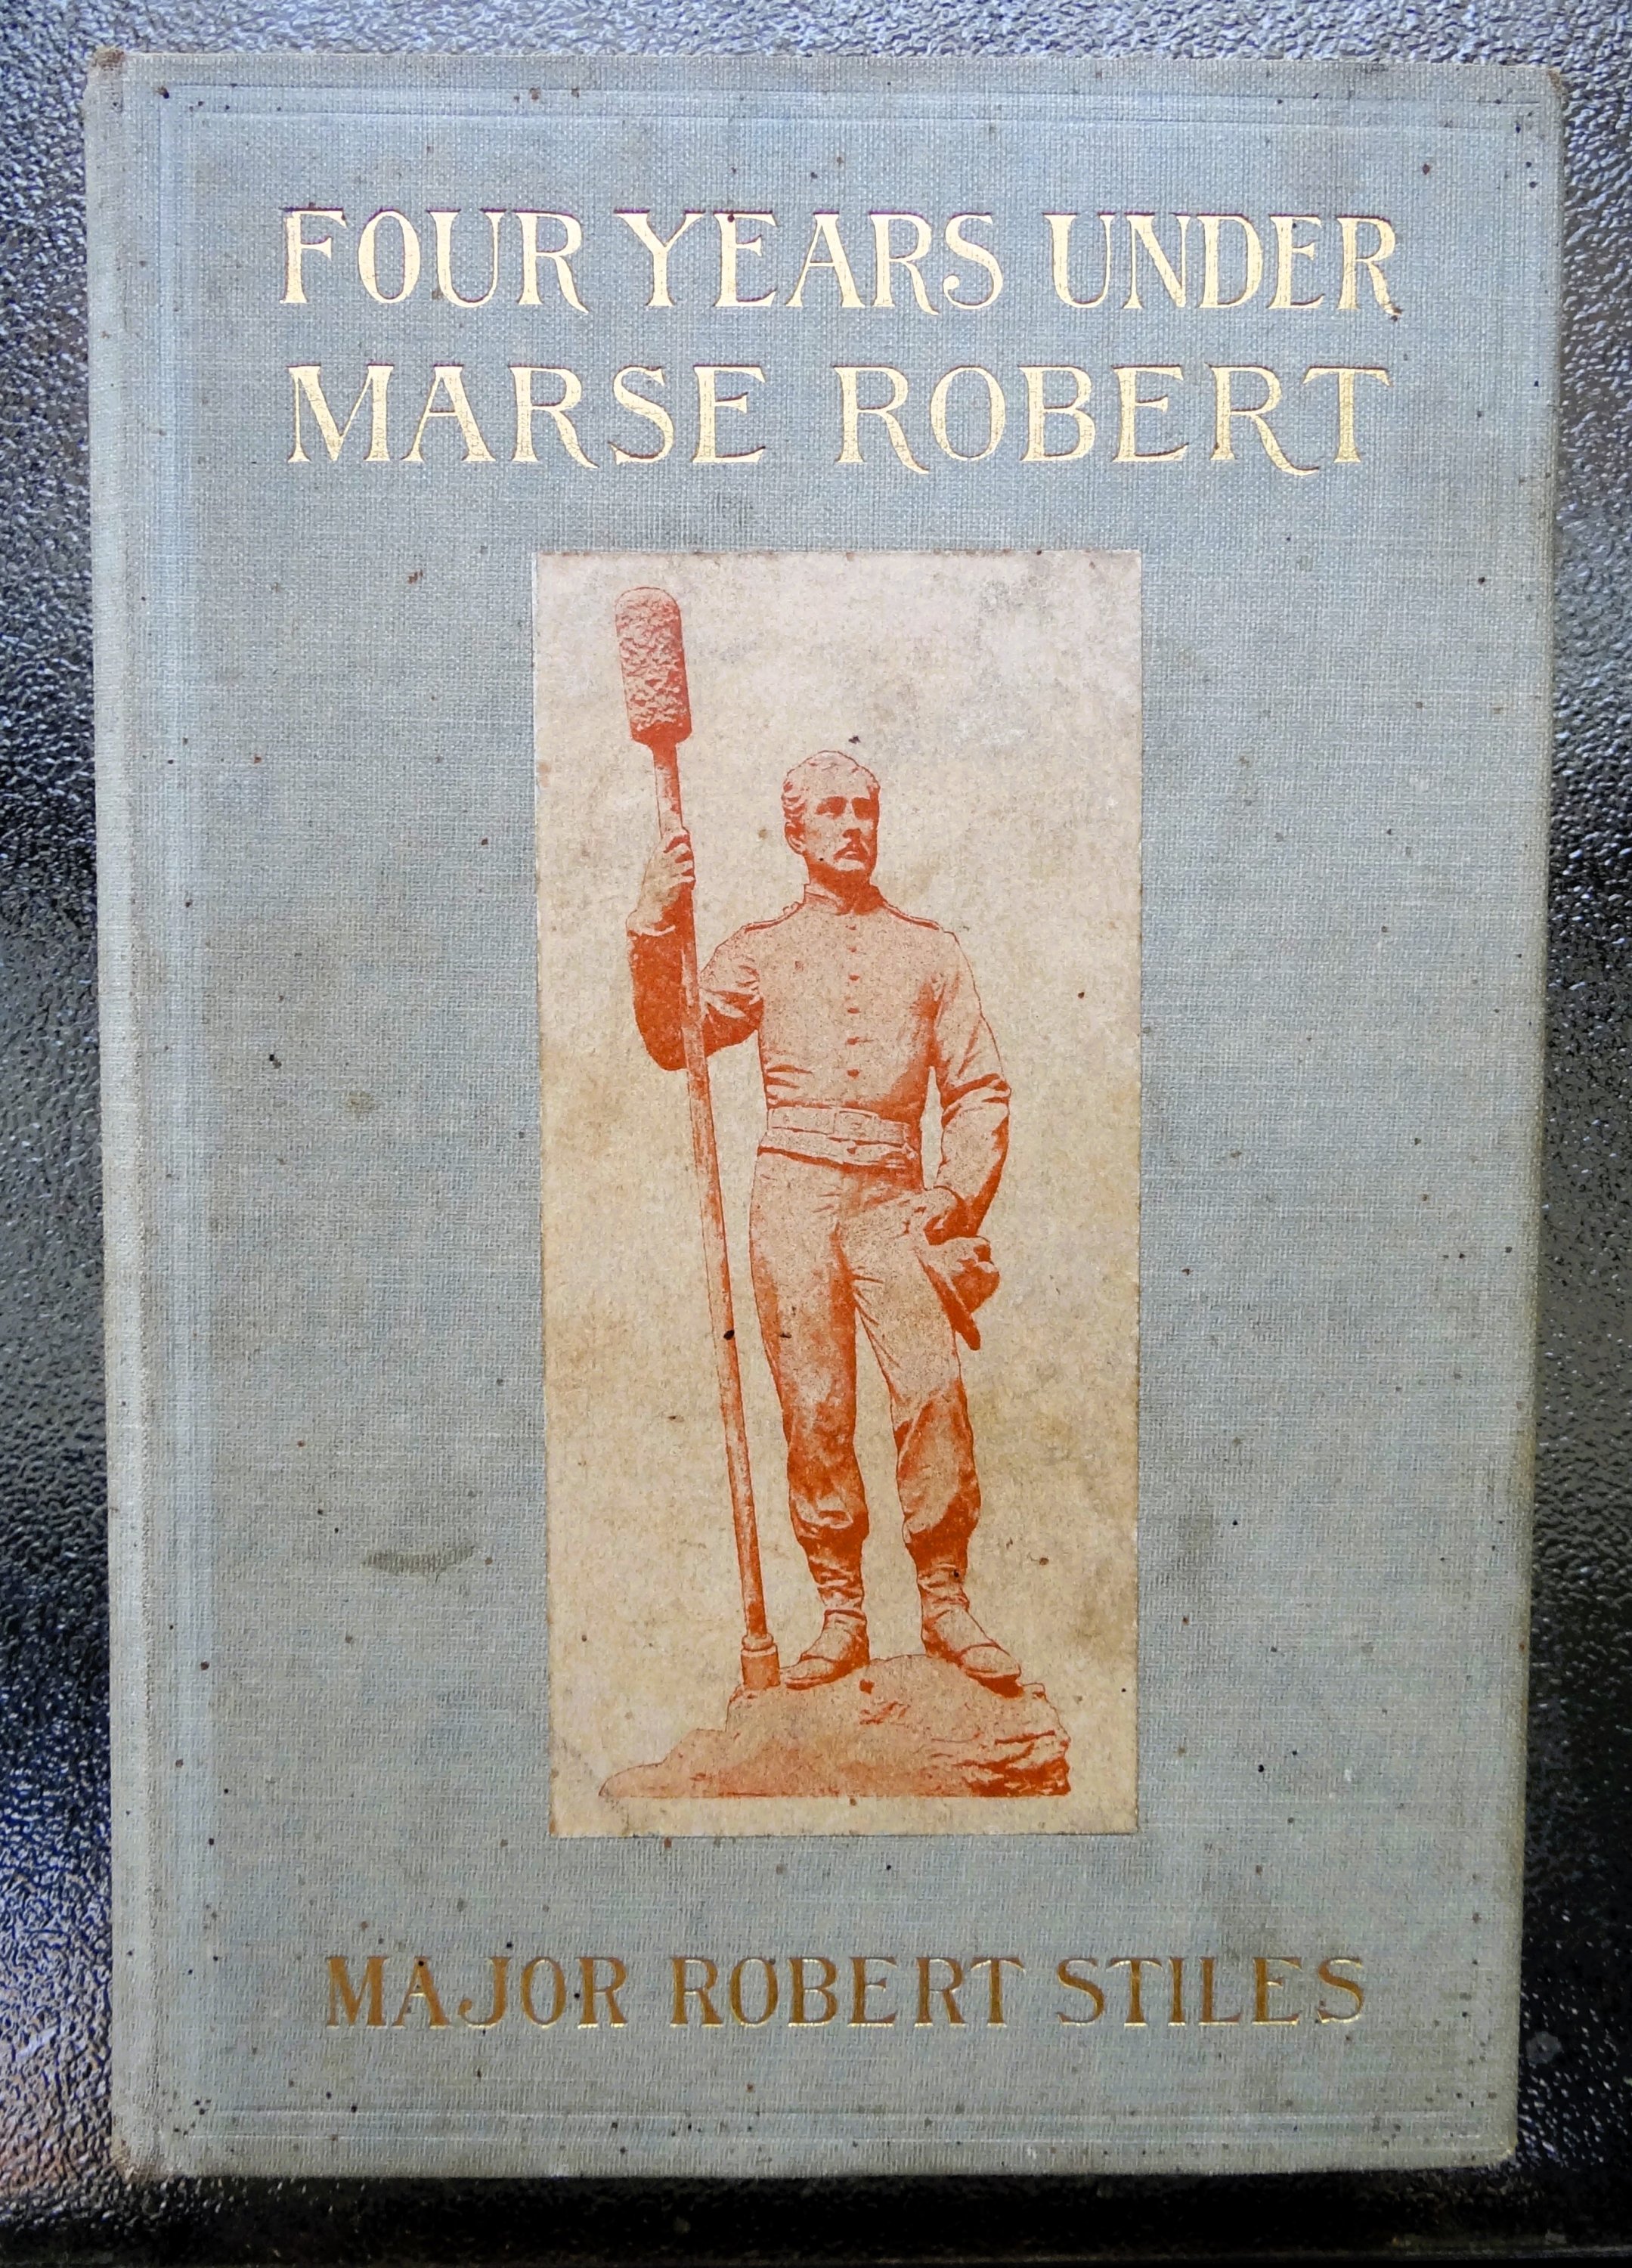 FOUR YEARS UNDER
MARSE ROBERT
MAJOR ROBERT STILES